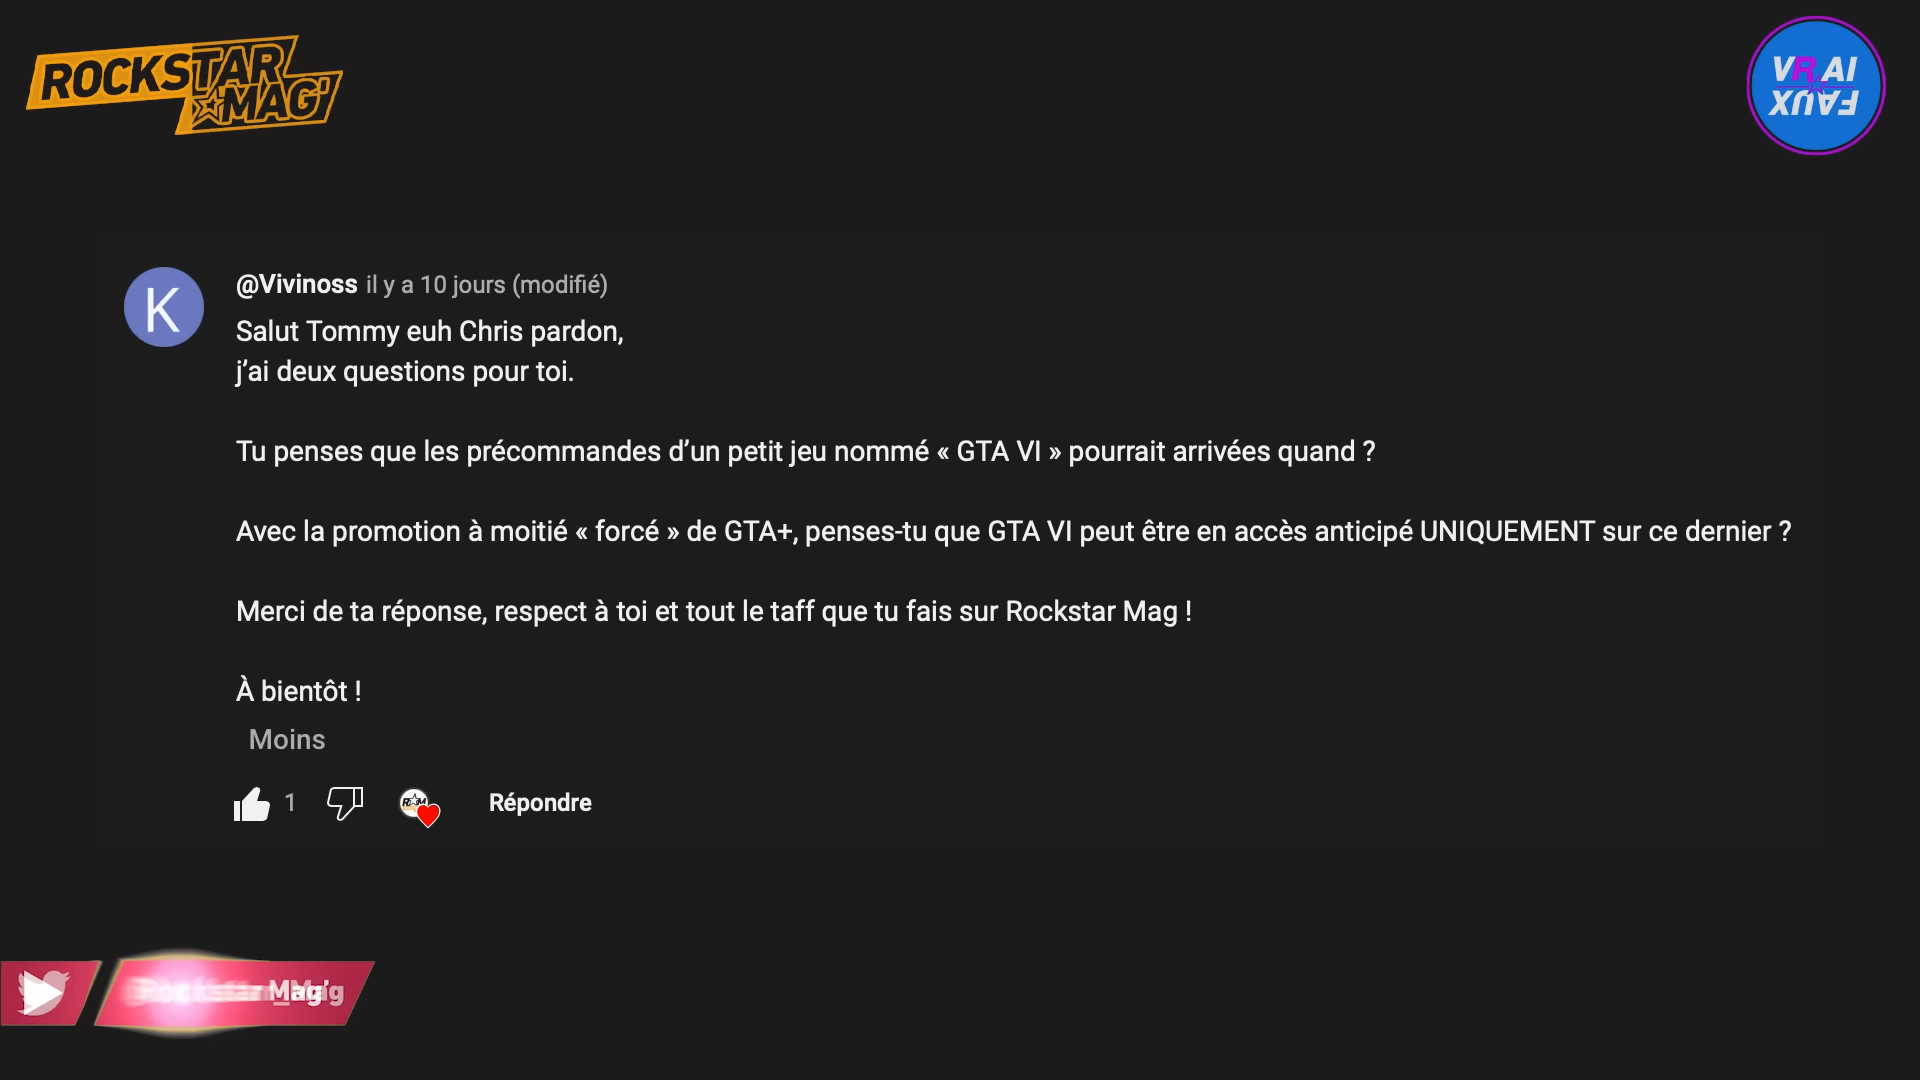 ROCKSTAR
MAG'
VRAI
FAUX
K
@Vivinoss il y a 10 jours (modifié)
Salut Tommy euh Chris pardon,
j’ai deux questions pour toi.
Tu penses que les précommandes d’un petit jeu nommé « GTA VI » pourrait arrivées quand ?
Avec la promotion à moitié « forcé » de GTA+, penses-tu que GTA VI peut être en accès anticipé UNIQUEMENT sur ce dernier ?
Merci de ta réponse, respect à toi et tout le taff que tu fais sur Rockstar Mag !
À bientôt !
Moins
1
Répondre